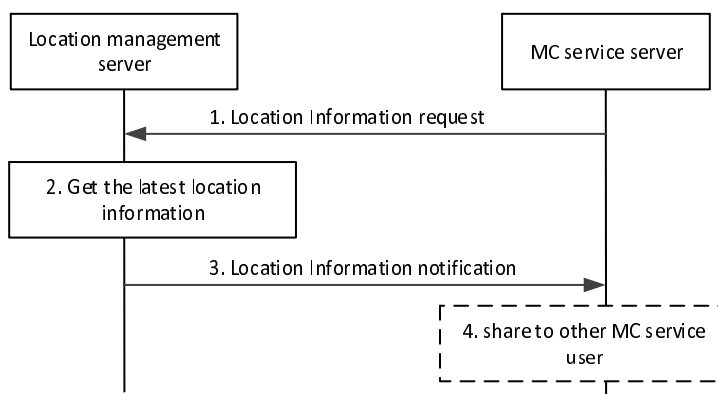 Location management
server
MC service server
1. Location Information request
2. Get the latest location
information
3. Location Information notification
4. share to other MC service
user